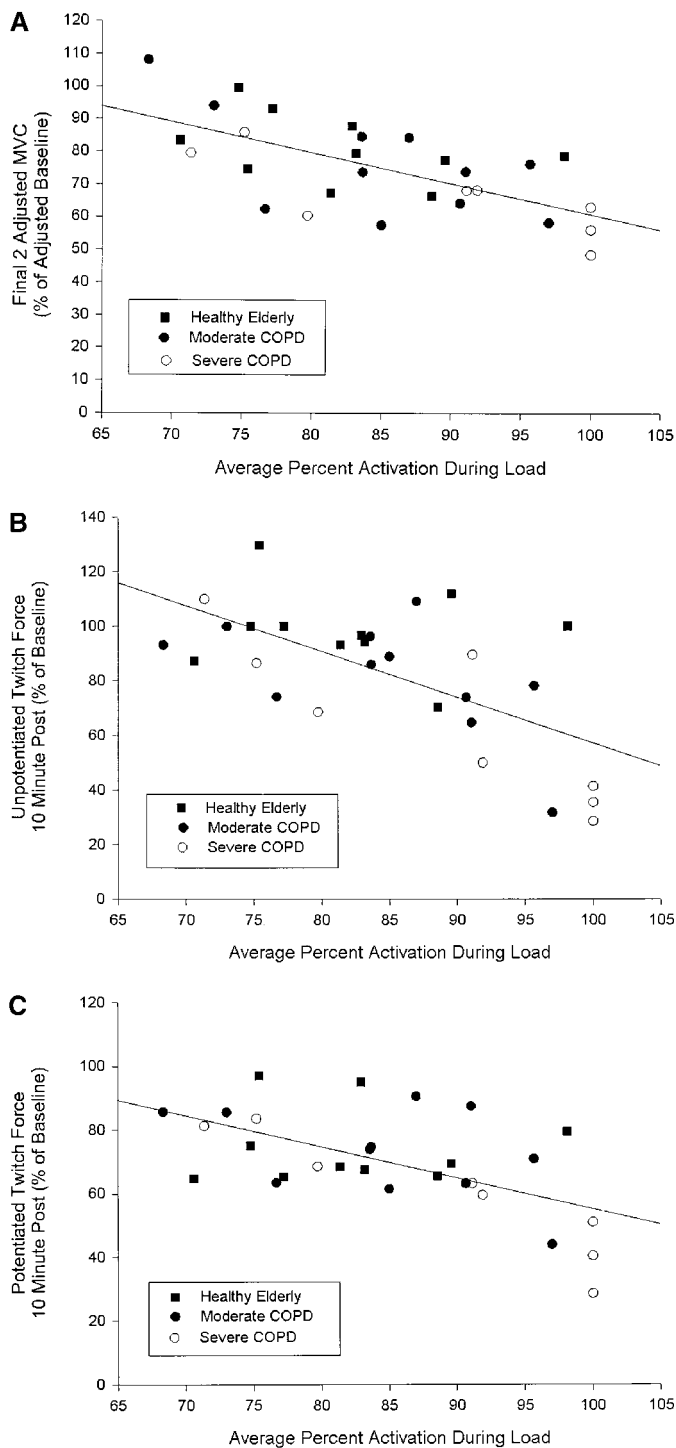 A
120
110
100
90
80
70
60
50
40
30
20
10
0
Final 2 Adjusted MVC
(% of Adjusted Baseline)
Healthy Elderly
Moderate COPD
Severe COPD
65 70 75 80 85 90 95 100 105
Average Percent Activation During Load
B
140
120
100
80
60
40
20
0
Unpotentiated Twitch Force
10 Minute Post (% of Baseline)
Healthy Elderly
Moderate COPD
Severe COPD
65 70 75 80 85 90 95 100 105
Average Percent Activation During Load
C
120
100
80
60
40
20
0
Potentiated Twitch Force
10 Minute Post (% of Baseline)
Healthy Elderly
Moderate COPD
Severe COPD
65 70 75 80 85 90 95 100 105
Average Percent Activation During Load